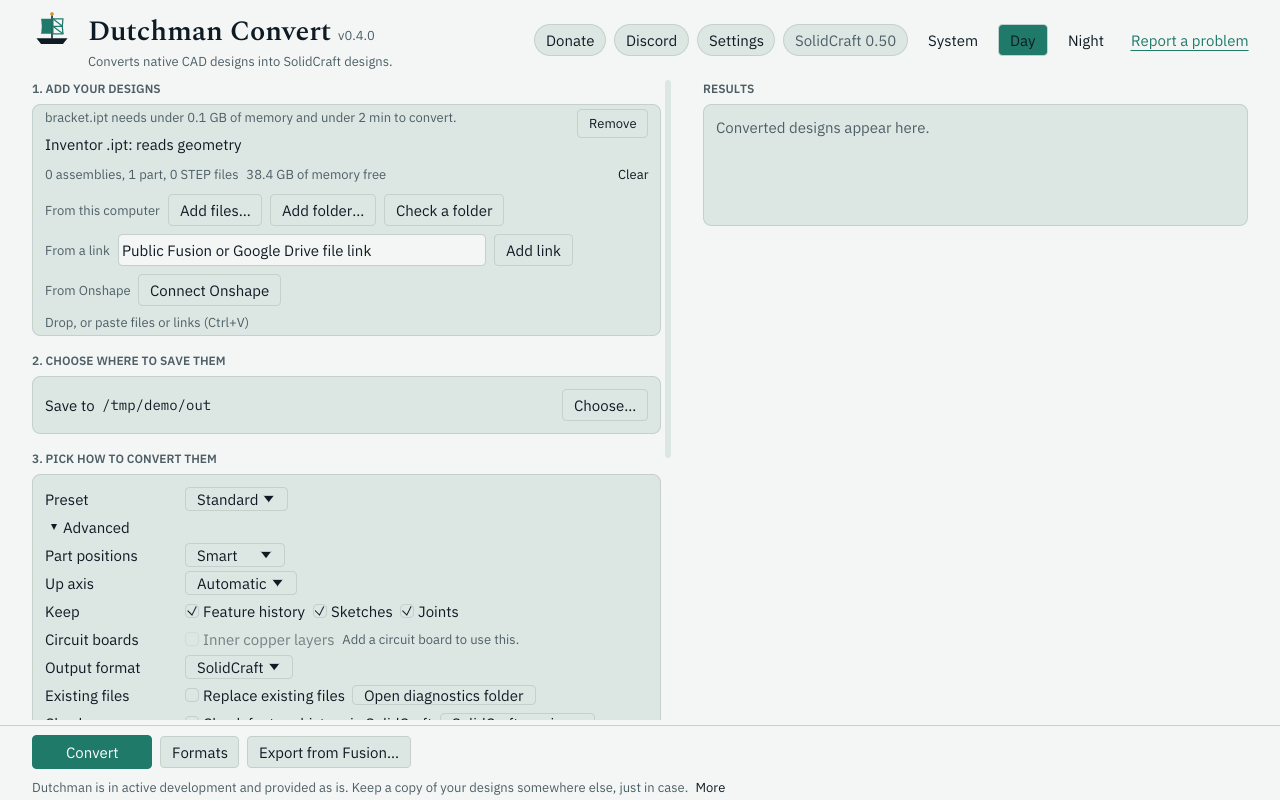 Dutchman Convert v0.4.0
Converts native CAD designs into SolidCraft designs.
Donate Discord Settings SolidCraft 0.50 System Day Night Report a problem
1. ADD YOUR DESIGNS
bracket.ipt needs under 0.1 GB of memory and under 2 min to convert.
Remove
Inventor .ipt: reads geometry
0 assemblies, 1 part, 0 STEP files 38.4 GB of memory free Clear
From this computer Add files... Add folder... Check a folder
From a link Public Fusion or Google Drive file link Add link
From Onshape Connect Onshape
Drop, or paste files or links (Ctrl+V)
2. CHOOSE WHERE TO SAVE THEM
Save to /tmp/demo/out Choose...
3. PICK HOW TO CONVERT THEM
Preset Standard
Advanced
Part positions Smart
Up axis Automatic
Keep Feature history Sketches Joints
Circuit boards Inner copper layers Add a circuit board to use this.
Output format SolidCraft
Existing files Replace existing files Open diagnostics folder
RESULTS
Converted designs appear here.
Convert Formats Export from Fusion...
Dutchman is in active development and provided as is. Keep a copy of your designs somewhere else, just in case. More